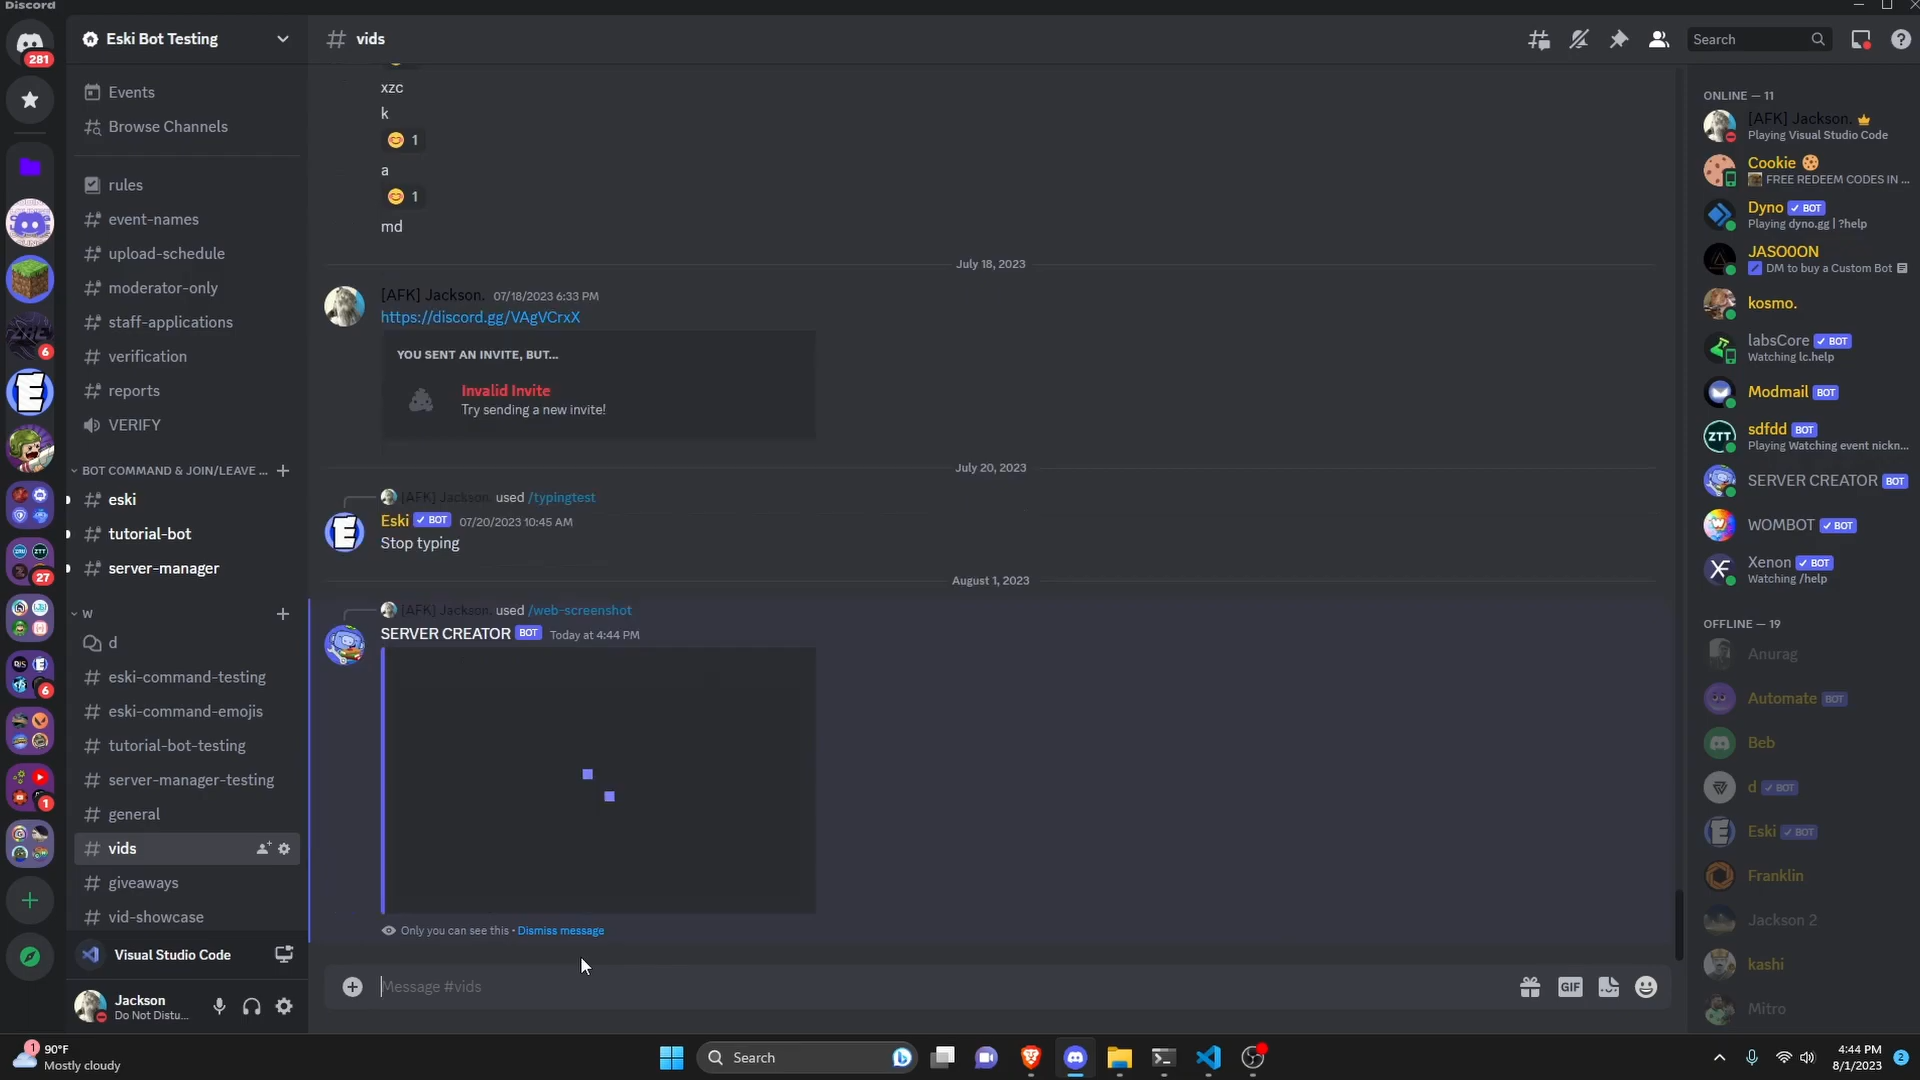 Discord
281
Eski Bot Testing
Events
Browse Channels
rules
event-names
upload-schedule
moderator-only
staff-applications
verification
reports
VERIFY
BOT COMMAND & JOIN/LEAVE ...
eski
tutorial-bot
server-manager
W
d
eski-command-testing
eski-command-emojis
tutorial-bot-testing
server-manager-testing
general
vids
giveaways
vid-showcase
6
27
6
1
Visual Studio Code
Jackson
Do Not Distu...
vids
Search
xzc
k
1
a
1
md
July 18, 2023
[AFK] Jackson. 07/18/2023 6:33 PM
https://discord.gg/VAgVCrxX
YOU SENT AN INVITE, BUT...
Invalid Invite
Try sending a new invite!
July 20, 2023
[AFK] Jackson. used /typingtest
Eski BOT 07/20/2023 10:45 AM
Stop typing
August 1, 2023
[AFK] Jackson. used /web-screenshot
SERVER CREATOR BOT Today at 4:44 PM
Only you can see this • Dismiss message
Message #vids
GIF
ONLINE — 11
[AFK] Jackson.
Playing Visual Studio Code
Cookie
FREE REDEEM CODES IN ...
Dyno BOT
Playing dyno.gg | ?help
JASOOON
DM to buy a Custom Bot
kosmo.
labsCore BOT
Watching lc.help
Modmail BOT
ZTT
sdfdd BOT
Playing Watching event nickn...
SERVER CREATOR BOT
WOMBOT BOT
Xenon BOT
Watching /help
OFFLINE — 19
Anurag
Automate BOT
Beb
d BOT
Eski BOT
Franklin
Jackson 2
kashi
Mitro
1
90°F
Mostly cloudy
Search
4:44 PM
8/1/2023
2